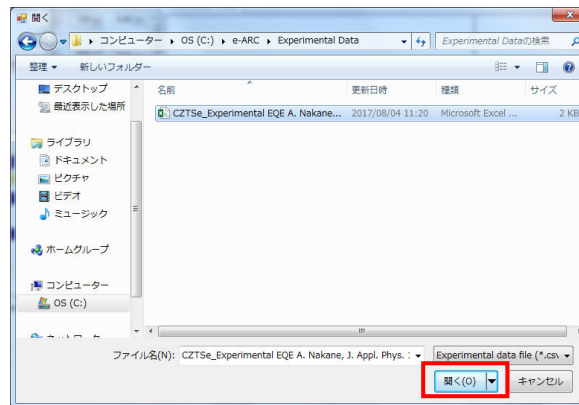 開く
コンピューター ▸ OS (C:) ▸ e-ARC ▸ Experimental Data
Experimental Dataの検索
整理 新しいフォルダー
名前 更新日時 種類 サイズ
CZTSe_Experimental EQE A. Nakane... 2017/08/04 11:20 Microsoft Excel ... 2 KB
デスクトップ
最近表示した場所
ライブラリ
ドキュメント
ピクチャ
ビデオ
ミュージック
ホームグループ
コンピューター
OS (C:)
ファイル名(N): CZTSe_Experimental EQE A. Nakane, J. Appl. Phys.
Experimental data file (*.csv
開く(O) キャンセル